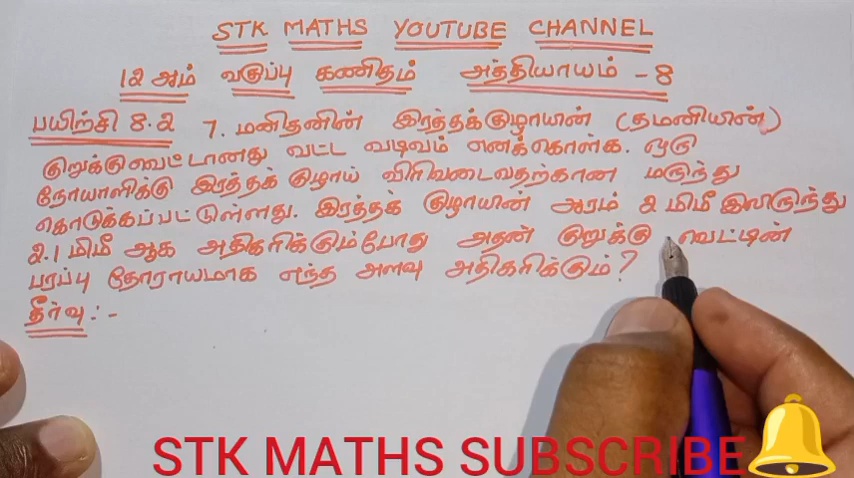 STK MATHS YOUTUBE CHANNEL
12 ஆம் வகுப்பு கணிதம் அத்தியாயம் - 8
பயிற்சி 8.2 7. மனிதனின் இரத்தக்குழாயின் (தமனியின்)
குறுக்குவெட்டானது வட்ட வடிவம் எனக்கொள்க. ஒரு
நோயாளிக்கு இரத்தக் குழாய் விரிவடைவதற்கான மருந்து
கொடுக்கப்பட்டுள்ளது. இரத்தக் குழாயின் ஆரம் 2 மிமீ இலிருந்து
2.1 மிமீ ஆக அதிகரிக்கும்போது அதன் குறுக்கு வெட்டின்
பரப்பு தோராயமாக எந்த அளவு அதிகரிக்கும்?
தீர்வு :-
STK MATHS SUBSCRIBE